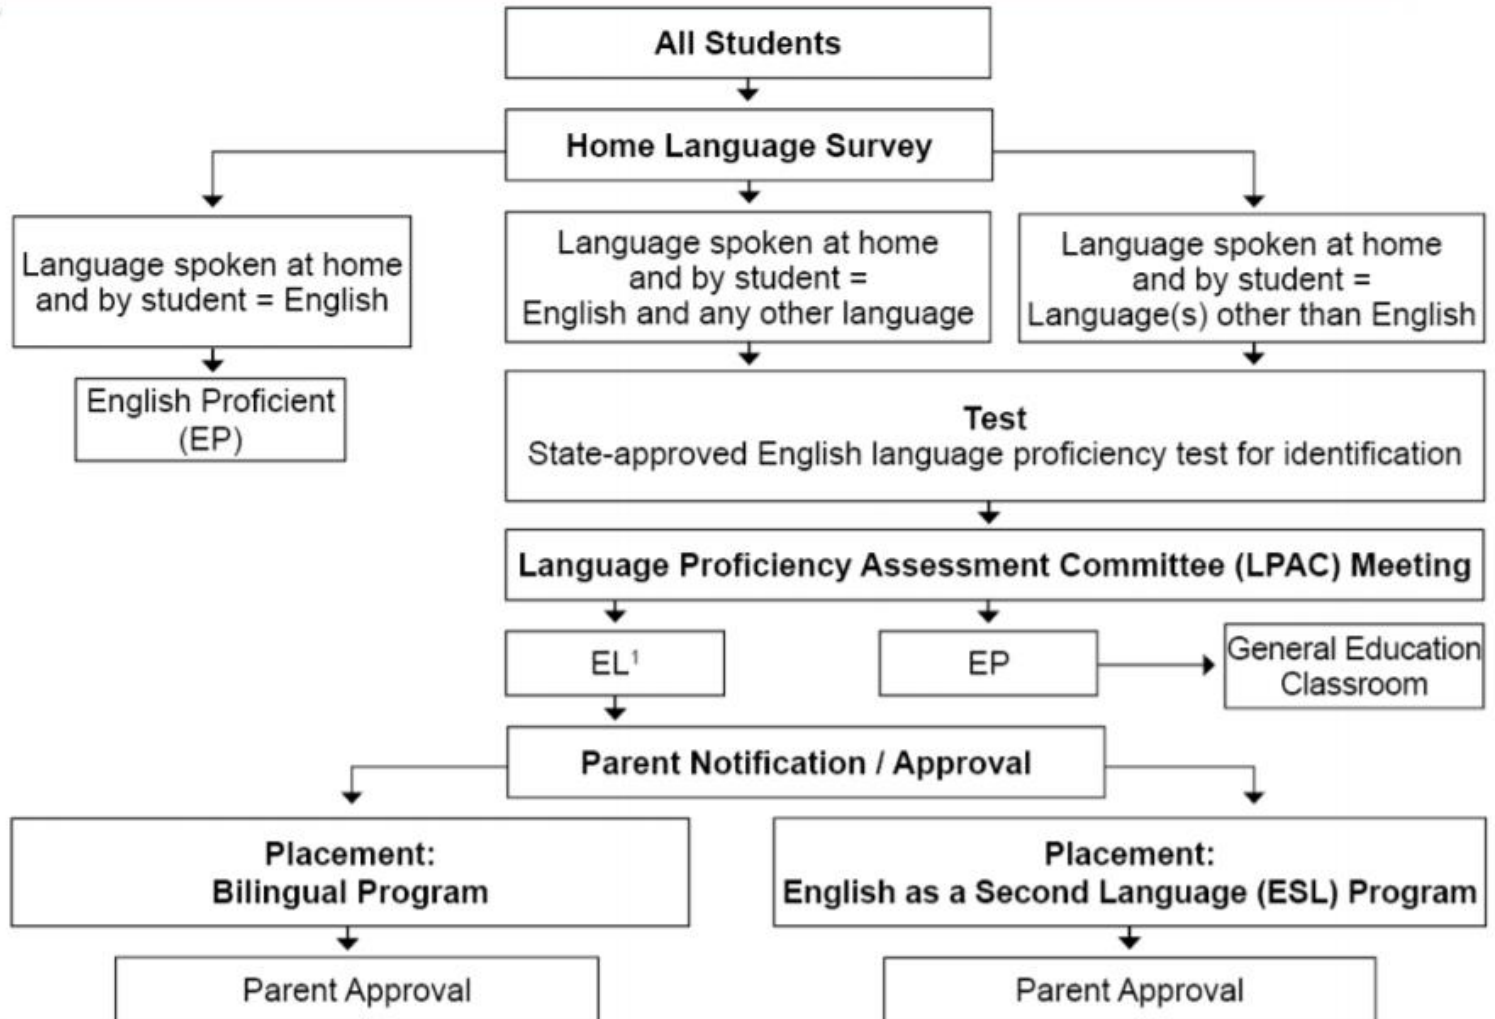 All Students
Home Language Survey
Language spoken at home
and by student = English
Language spoken at home
and by student =
English and any other language
Language spoken at home
and by student =
Language(s) other than English
English Proficient
(EP)
Test
State-approved English language proficiency test for identification
Language Proficiency Assessment Committee (LPAC) Meeting
EL¹
EP
General Education
Classroom
Parent Notification / Approval
Placement:
Bilingual Program
Placement:
English as a Second Language (ESL) Program
Parent Approval
Parent Approval